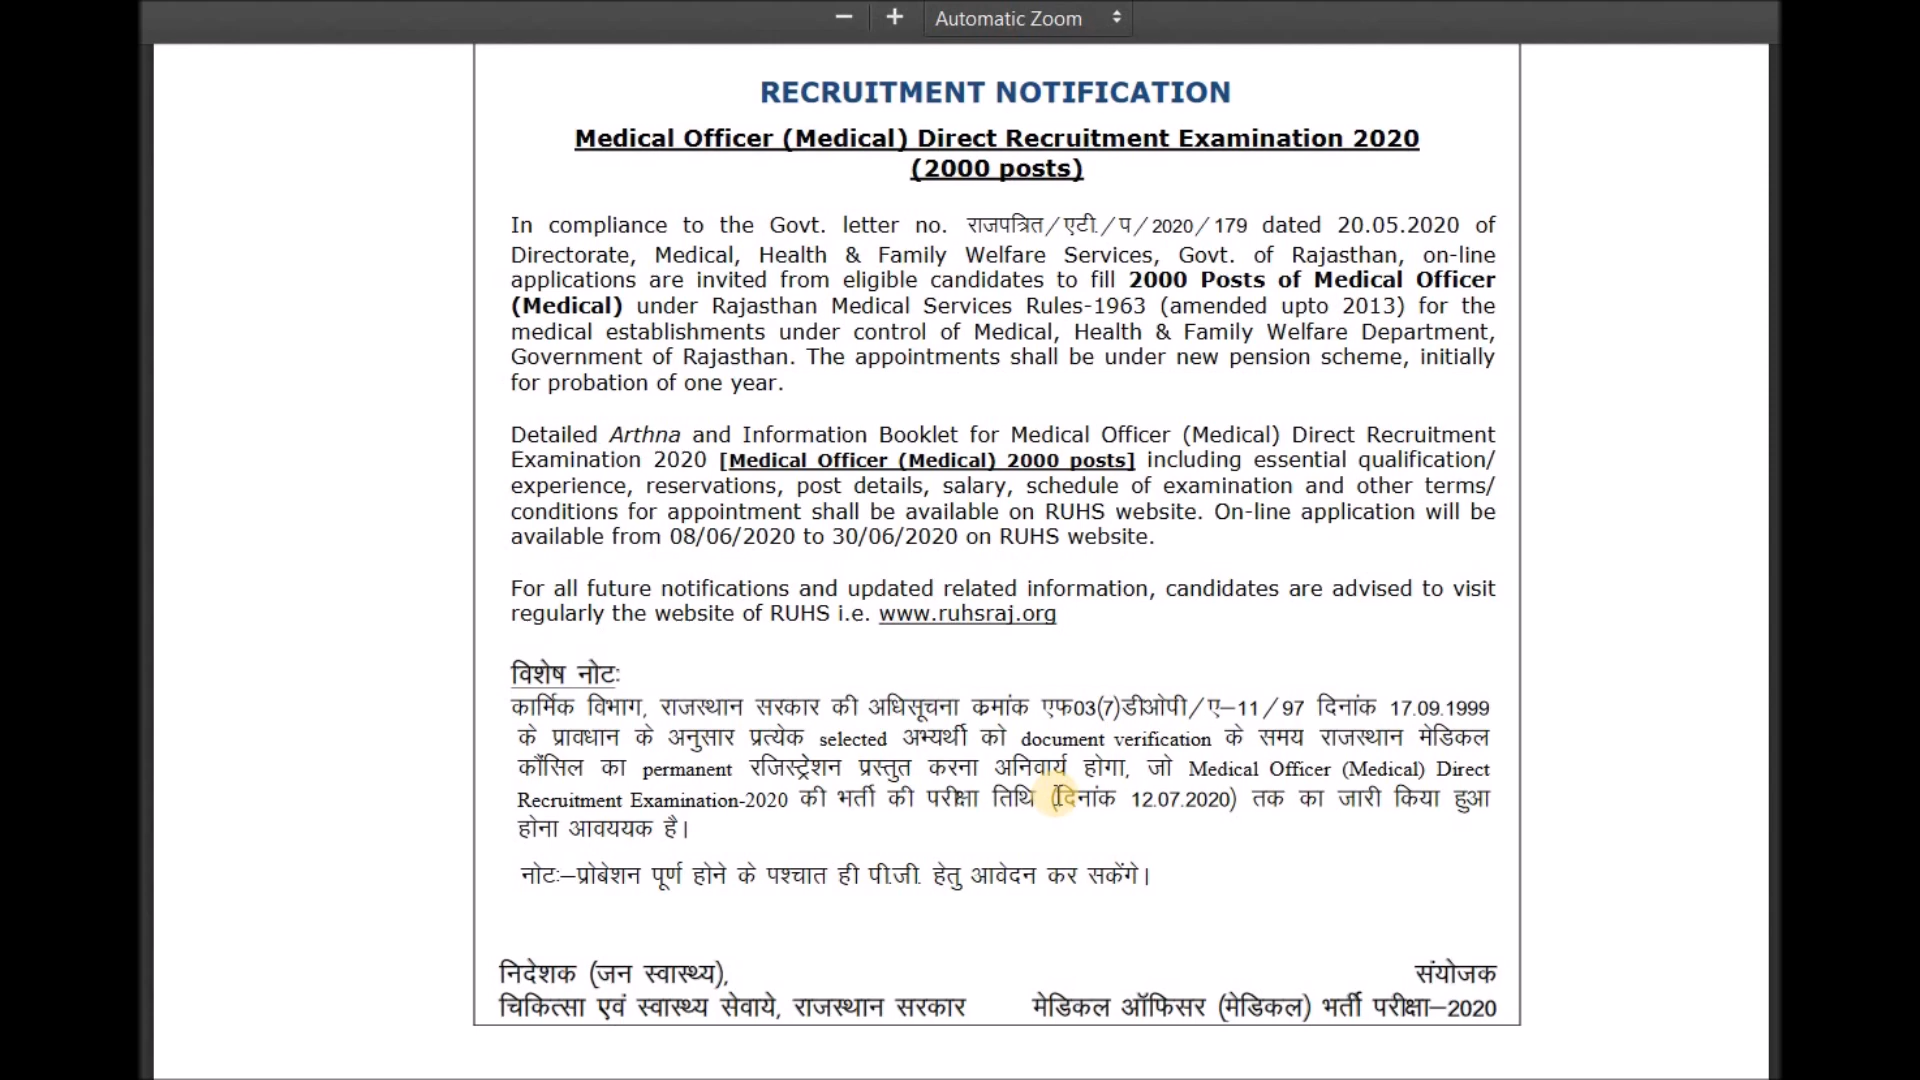 Automatic Zoom
RECRUITMENT NOTIFICATION
Medical Officer (Medical) Direct Recruitment Examination 2020
(2000 posts)
In compliance to the Govt. letter no. राजपत्रित/एटी./प/2020/179 dated 20.05.2020 of
Directorate, Medical, Health & Family Welfare Services, Govt. of Rajasthan, on-line
applications are invited from eligible candidates to fill 2000 Posts of Medical Officer
(Medical) under Rajasthan Medical Services Rules-1963 (amended upto 2013) for the
medical establishments under control of Medical, Health & Family Welfare Department,
Government of Rajasthan. The appointments shall be under new pension scheme, initially
for probation of one year.
Detailed Arthna and Information Booklet for Medical Officer (Medical) Direct Recruitment
Examination 2020 [Medical Officer (Medical) 2000 posts] including essential qualification/
experience, reservations, post details, salary, schedule of examination and other terms/
conditions for appointment shall be available on RUHS website. On-line application will be
available from 08/06/2020 to 30/06/2020 on RUHS website.
For all future notifications and updated related information, candidates are advised to visit
regularly the website of RUHS i.e. www.ruhsraj.org
विशेष नोटः
कार्मिक विभाग, राजस्थान सरकार की अधिसूचना क्रमांक एफ03(7)डीओपी/ए–11/97 दिनांक 17.09.1999
के प्रावधान के अनुसार प्रत्येक selected अभ्यर्थी को document verification के समय राजस्थान मेडिकल
कौंसिल का permanent रजिस्ट्रेशन प्रस्तुत करना अनिवार्य होगा, जो Medical Officer (Medical) Direct
Recruitment Examination-2020 की भर्ती की परीक्षा तिथि (दिनांक 12.07.2020) तक का जारी किया हुआ
होना आवययक है।
नोटः–प्रोबेशन पूर्ण होने के पश्चात ही पी.जी. हेतु आवेदन कर सकेंगे।
निदेशक (जन स्वास्थ्य), संयोजक
चिकित्सा एवं स्वास्थ्य सेवाये, राजस्थान सरकार मेडिकल ऑफिसर (मेडिकल) भर्ती परीक्षा–2020